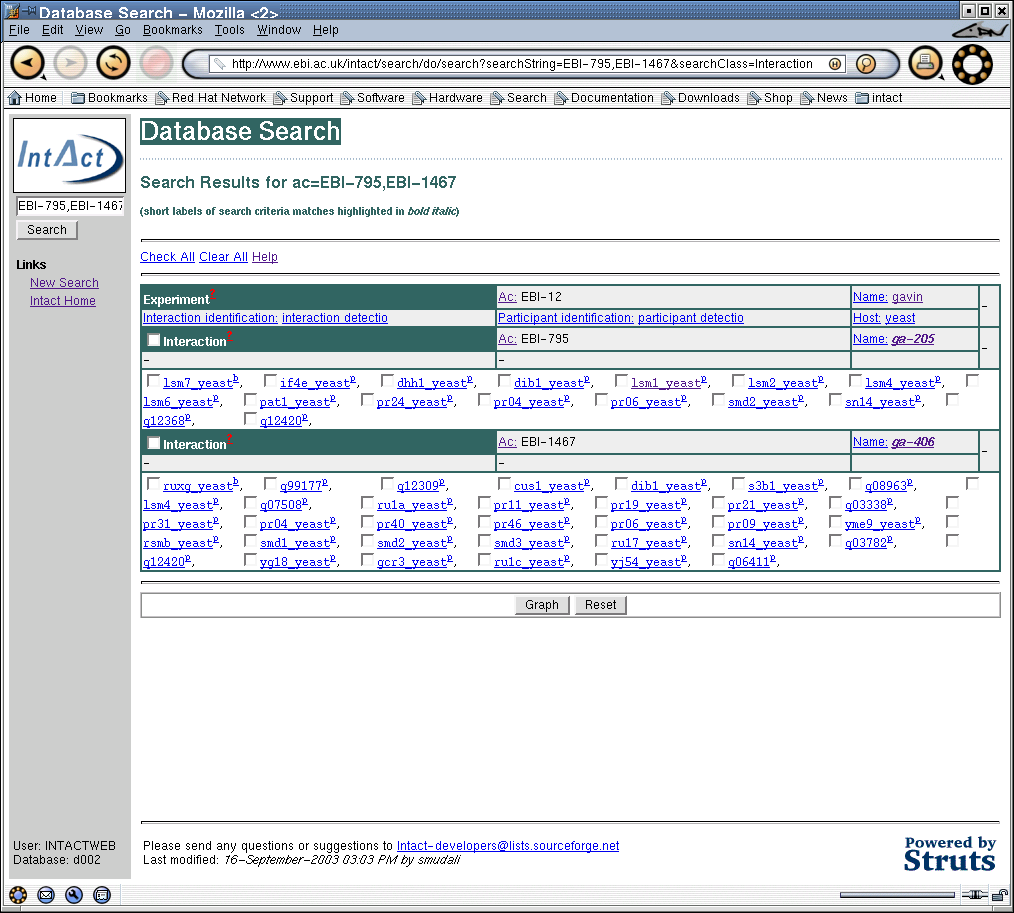 Database Search – Mozilla <2>
File Edit View Go Bookmarks Tools Window Help
http://www.ebi.ac.uk/intact/search/do/search?searchString=EBI-795,EBI-1467&searchClass=Interaction
Home Bookmarks Red Hat Network Support Software Hardware Search Documentation Downloads Shop News intact
IntAct
EBI-795,EBI-1467
Search
Links
New Search
Intact Home
Database Search
Search Results for ac=EBI-795,EBI-1467
(short labels of search criteria matches highlighted in bold italic)
Check All Clear All Help
Experiment? Ac: EBI-12 Name: gavin -
Interaction identification: interaction detectio Participant identification: participant detectio Host: yeast
Interaction? Ac: EBI-795 Name: ga-205 -
- -
lsm7_yeast b, if4e_yeast p, dhh1_yeast p, dib1_yeast p, lsm1_yeast p, lsm2_yeast p, lsm4_yeast p,
lsm6_yeast p, pat1_yeast p, pr24_yeast p, pr04_yeast p, pr06_yeast p, smd2_yeast p, sn14_yeast p,
q12368 p, q12420 p,
Interaction? Ac: EBI-1467 Name: ga-406 -
- -
ruxg_yeast b, q99177 p, q12309 p, cus1_yeast p, dib1_yeast p, s3b1_yeast p, q08963 p,
lsm4_yeast p, q07508 p, ru1a_yeast p, pr11_yeast p, pr19_yeast p, pr21_yeast p, q03338 p,
pr31_yeast p, pr04_yeast p, pr40_yeast p, pr46_yeast p, pr06_yeast p, pr09_yeast p, yme9_yeast p,
rsmb_yeast p, smd1_yeast p, smd2_yeast p, smd3_yeast p, ru17_yeast p, sn14_yeast p, q03782 p,
q12420 p, yg18_yeast p, gcr3_yeast p, ru1c_yeast p, yj54_yeast p, q06411 p,
Graph Reset
User: INTACTWEB
Database: d002
Please send any questions or suggestions to Intact-developers@lists.sourceforge.net
Last modified: 16-September-2003 03:03 PM by smudali
Powered by
Struts